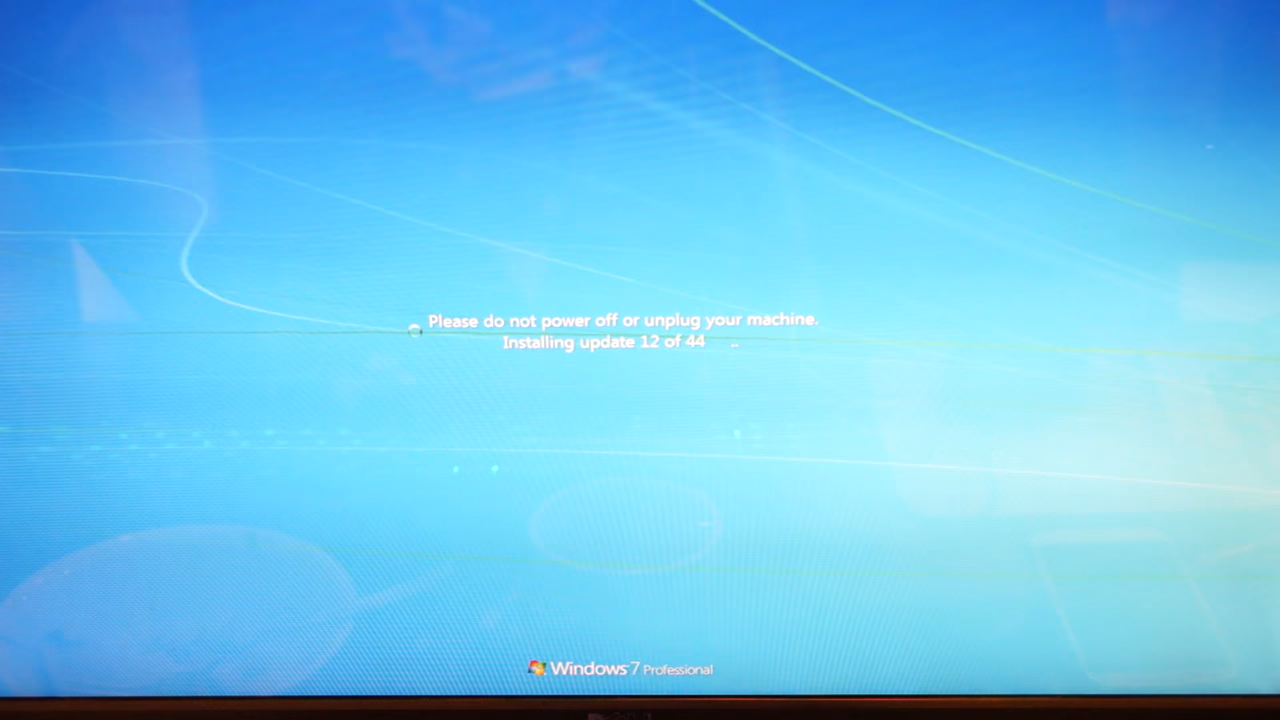 Please do not power off or unplug your machine.
Installing update 12 of 44 ..
Windows 7 Professional